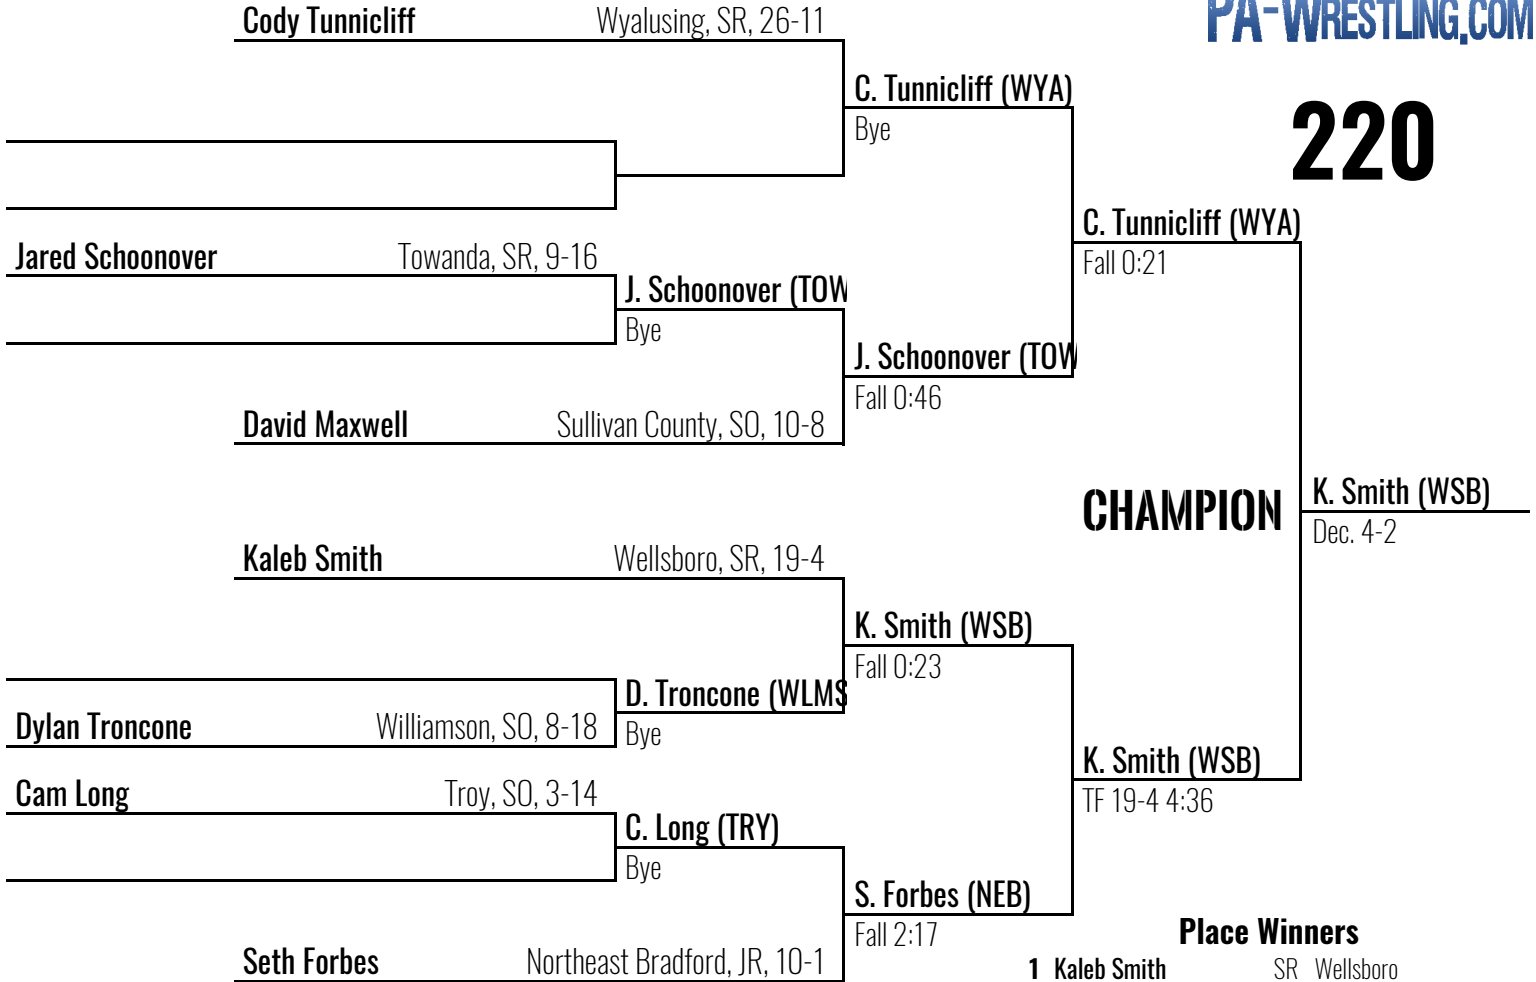 Cody Tunnicliff Wyalusing, SR, 26-11
PA-WRESTLING.COM
C. Tunnicliff (WYA)
Bye
220
C. Tunnicliff (WYA)
Fall 0:21
Jared Schoonover Towanda, SR, 9-16
J. Schoonover (TOW
Bye
J. Schoonover (TOW
Fall 0:46
David Maxwell Sullivan County, SO, 10-8
CHAMPION
K. Smith (WSB)
Dec. 4-2
Kaleb Smith Wellsboro, SR, 19-4
K. Smith (WSB)
Fall 0:23
D. Troncone (WLMS
Bye
Dylan Troncone Williamson, SO, 8-18
K. Smith (WSB)
TF 19-4 4:36
Cam Long Troy, SO, 3-14
C. Long (TRY)
Bye
S. Forbes (NEB)
Fall 2:17
Seth Forbes Northeast Bradford, JR, 10-1
Place Winners
1 Kaleb Smith SR Wellsboro